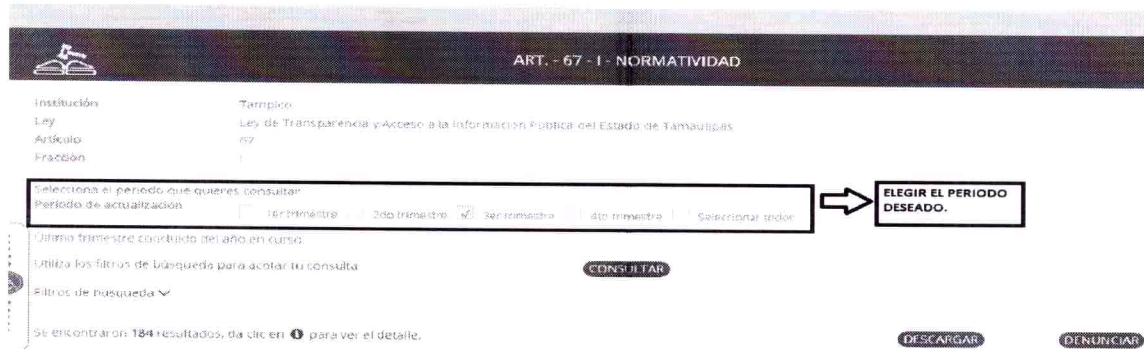 ART. - 67 - I - NORMATIVIDAD
Institución Tampico
Ley Ley de Transparencia y Acceso a la Información Pública del Estado de Tamaulipas
Artículo 67
Fracción I
Selecciona el periodo que quieres consultar
Periodo de actualización 1er trimestre 2do trimestre 3er trimestre 4to trimestre Seleccionar todos
ELEGIR EL PERIODO
DESEADO.
Último trimestre concluido del año en curso
Utiliza los filtros de búsqueda para acotar tu consulta CONSULTAR
Filtros de búsqueda
Se encontraron 184 resultados, da clic en i para ver el detalle. DESCARGAR DENUNCIAR